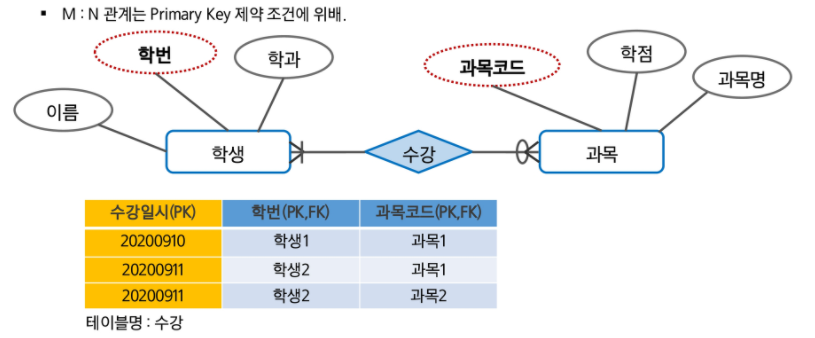 ▪ M : N 관계는 Primary Key 제약 조건에 위배.
학번
학과
이름
학생
수강
과목코드
학점
과목명
과목
수강일시(PK) 학번(PK,FK) 과목코드(PK,FK)
20200910 학생1 과목1
20200911 학생2 과목1
20200911 학생2 과목2
테이블명 : 수강